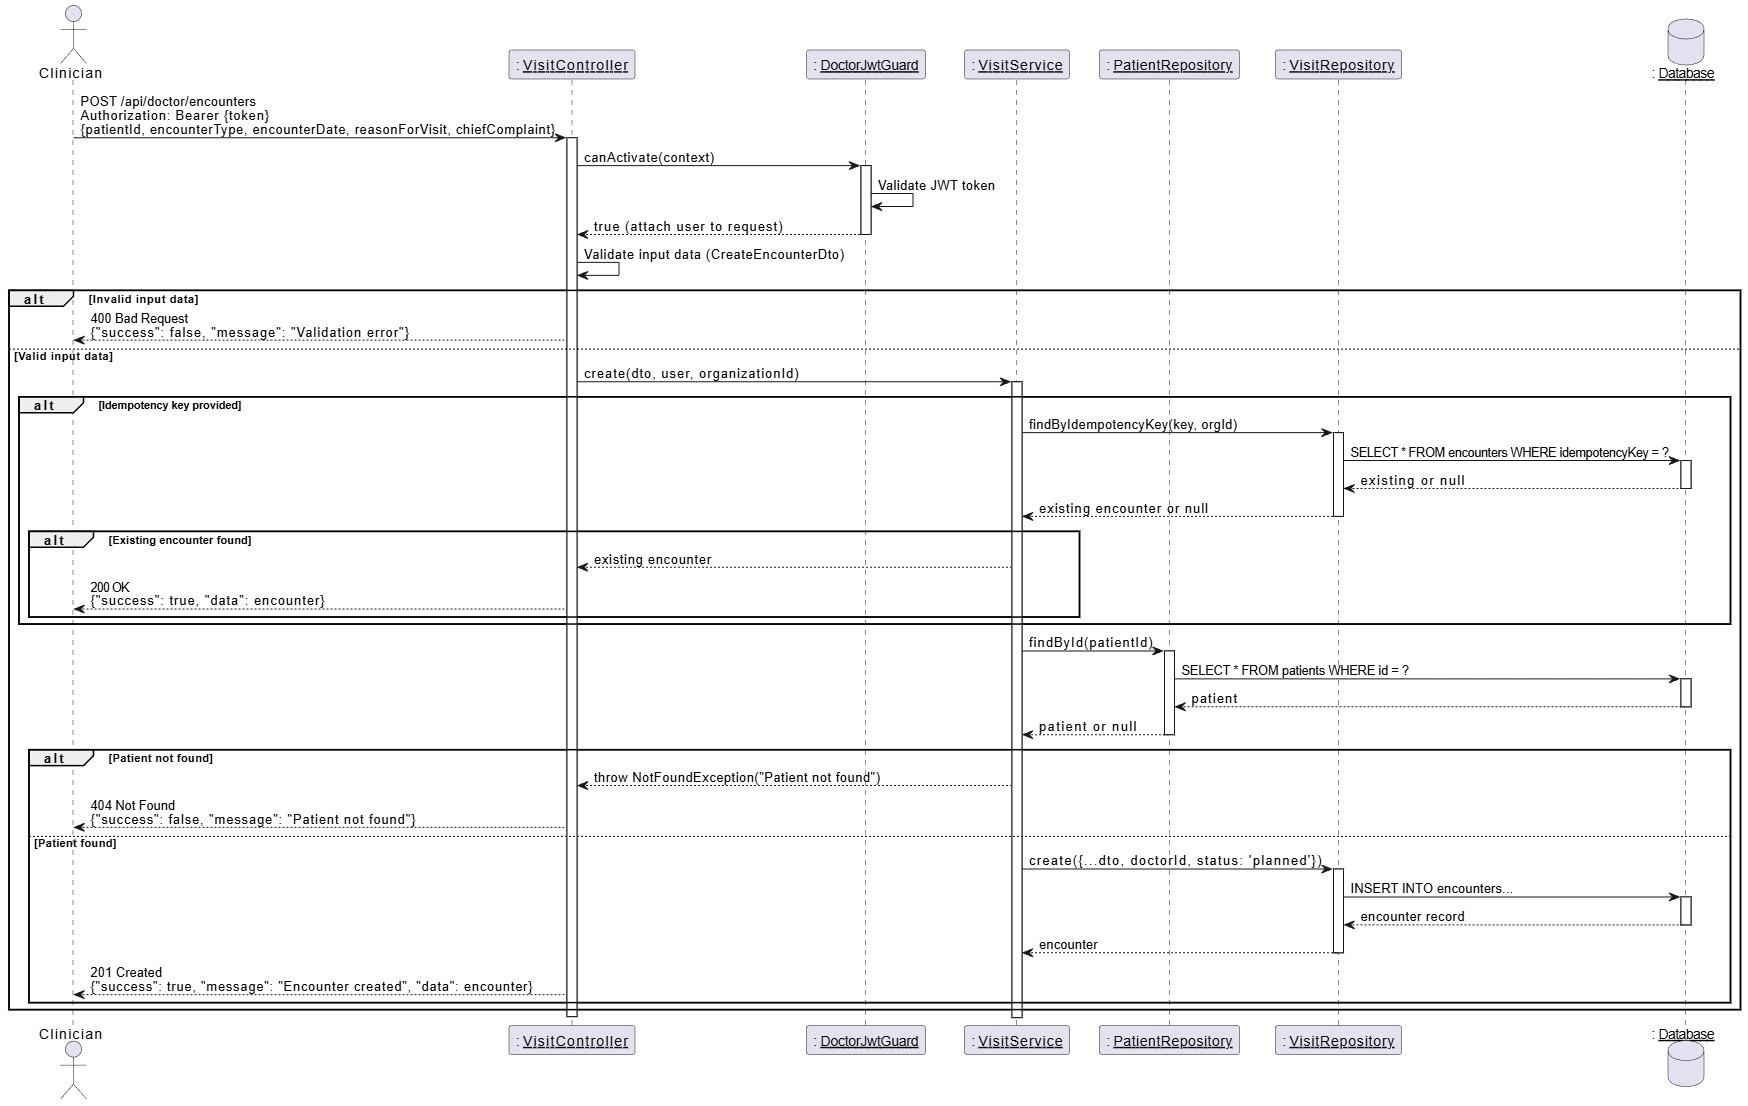 Clinician
: VisitController
: DoctorJwtGuard
: VisitService
: PatientRepository
: VisitRepository
: Database
POST /api/doctor/encounters
Authorization: Bearer {token}
{patientId, encounterType, encounterDate, reasonForVisit, chiefComplaint}
canActivate(context)
Validate JWT token
true (attach user to request)
Validate input data (CreateEncounterDto)
alt [Invalid input data]
400 Bad Request
{"success": false, "message": "Validation error"}
[Valid input data]
create(dto, user, organizationId)
alt [Idempotency key provided]
findByIdempotencyKey(key, orgId)
SELECT * FROM encounters WHERE idempotencyKey = ?
existing or null
existing encounter or null
alt [Existing encounter found]
existing encounter
200 OK
{"success": true, "data": encounter}
findById(patientId)
SELECT * FROM patients WHERE id = ?
patient
patient or null
alt [Patient not found]
throw NotFoundException("Patient not found")
404 Not Found
{"success": false, "message": "Patient not found"}
[Patient found]
create({...dto, doctorId, status: 'planned'})
INSERT INTO encounters...
encounter record
encounter
201 Created
{"success": true, "message": "Encounter created", "data": encounter}
Clinician
: VisitController
: DoctorJwtGuard
: VisitService
: PatientRepository
: VisitRepository
: Database